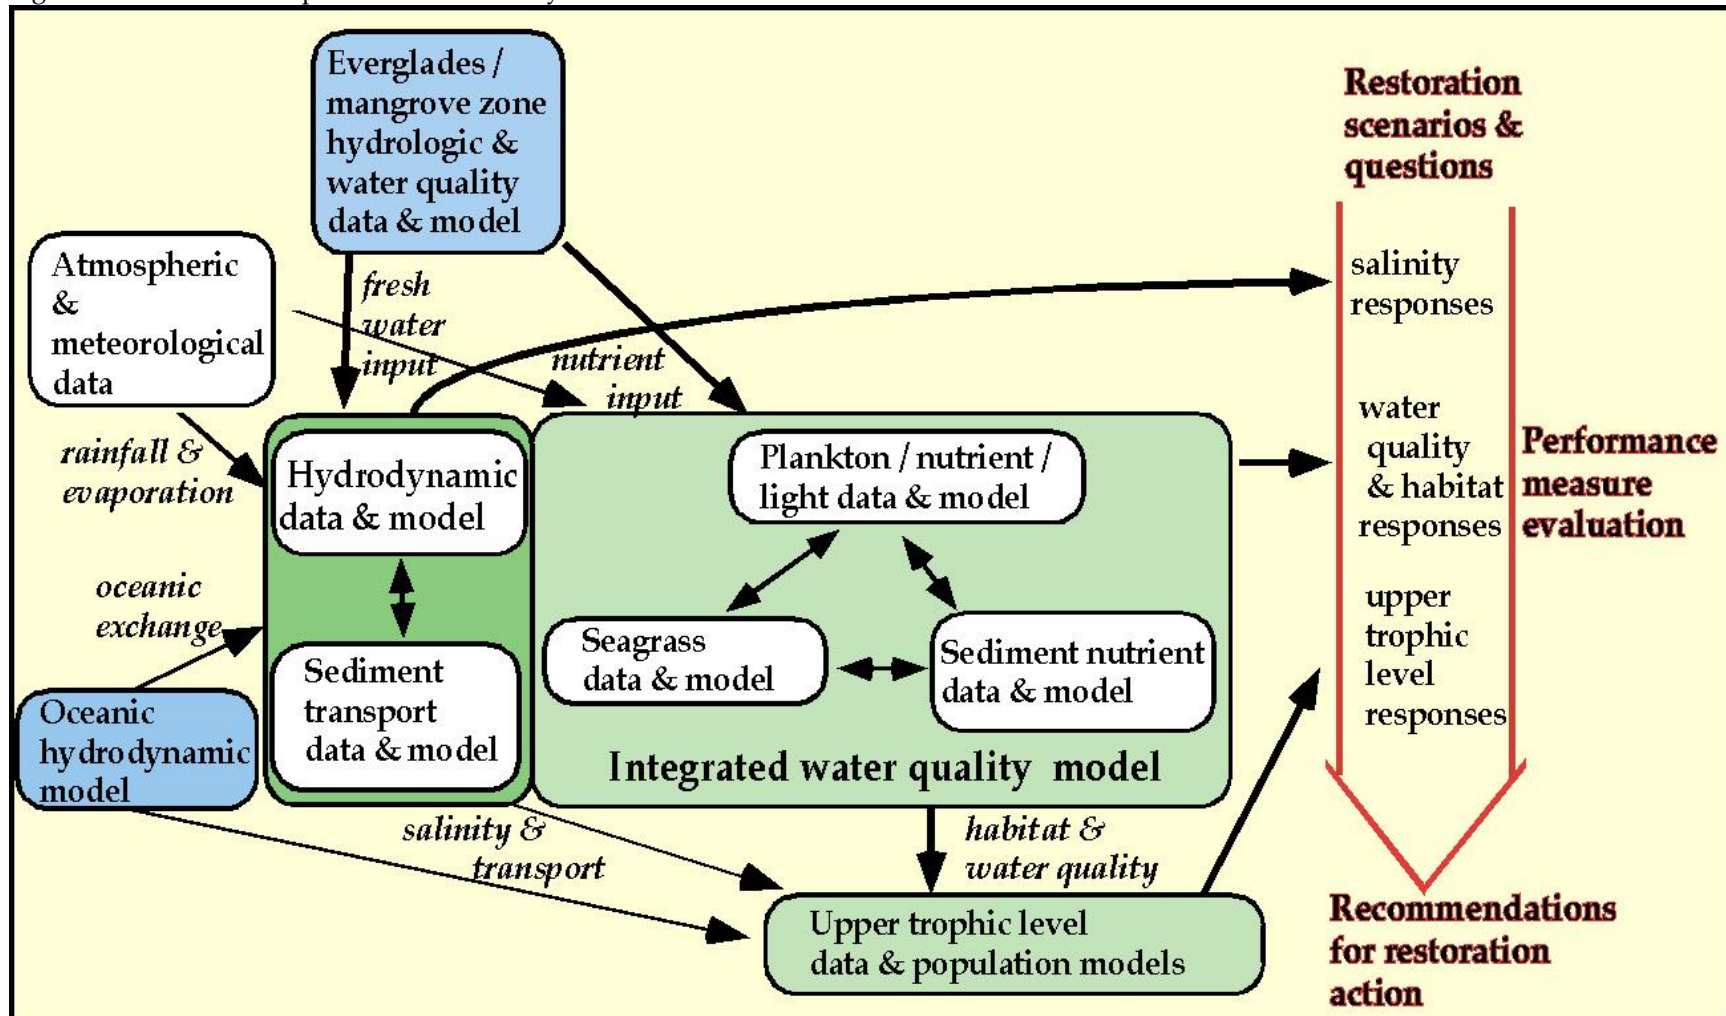 Everglades /
mangrove zone
hydrologic &
water quality
data & model
Restoration
scenarios &
questions
Atmospheric
&
meteorological
data
fresh
water
input
nutrient
input
salinity
responses
rainfall &
evaporation
Hydrodynamic
data & model
Plankton / nutrient /
light data & model
water
quality
& habitat
responses
Performance
measure
evaluation
oceanic
exchange
Sediment
transport
data & model
Seagrass
data & model
Sediment nutrient
data & model
upper
trophic
level
responses
Oceanic
hydrodynamic
model
Integrated water quality model
salinity &
transport
habitat &
water quality
Upper trophic level
data & population models
Recommendations
for restoration
action